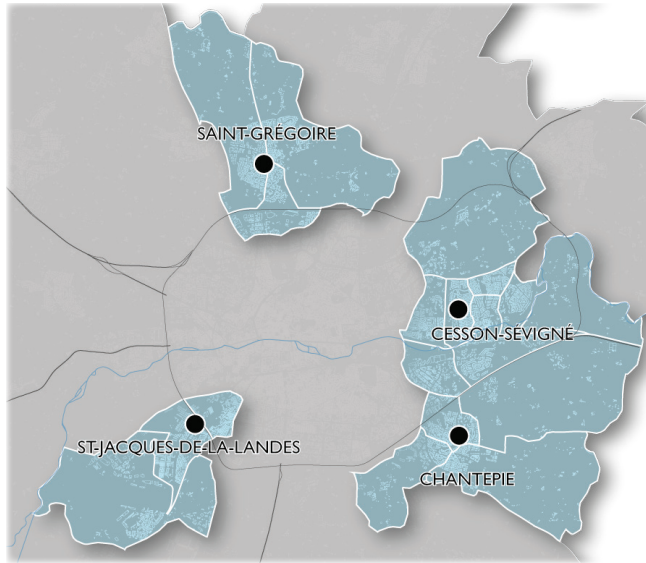 SAINT-GRÉGOIRE
CESSON-SÉVIGNÉ
ST-JACQUES-DE-LA-LANDES
CHANTEPIE